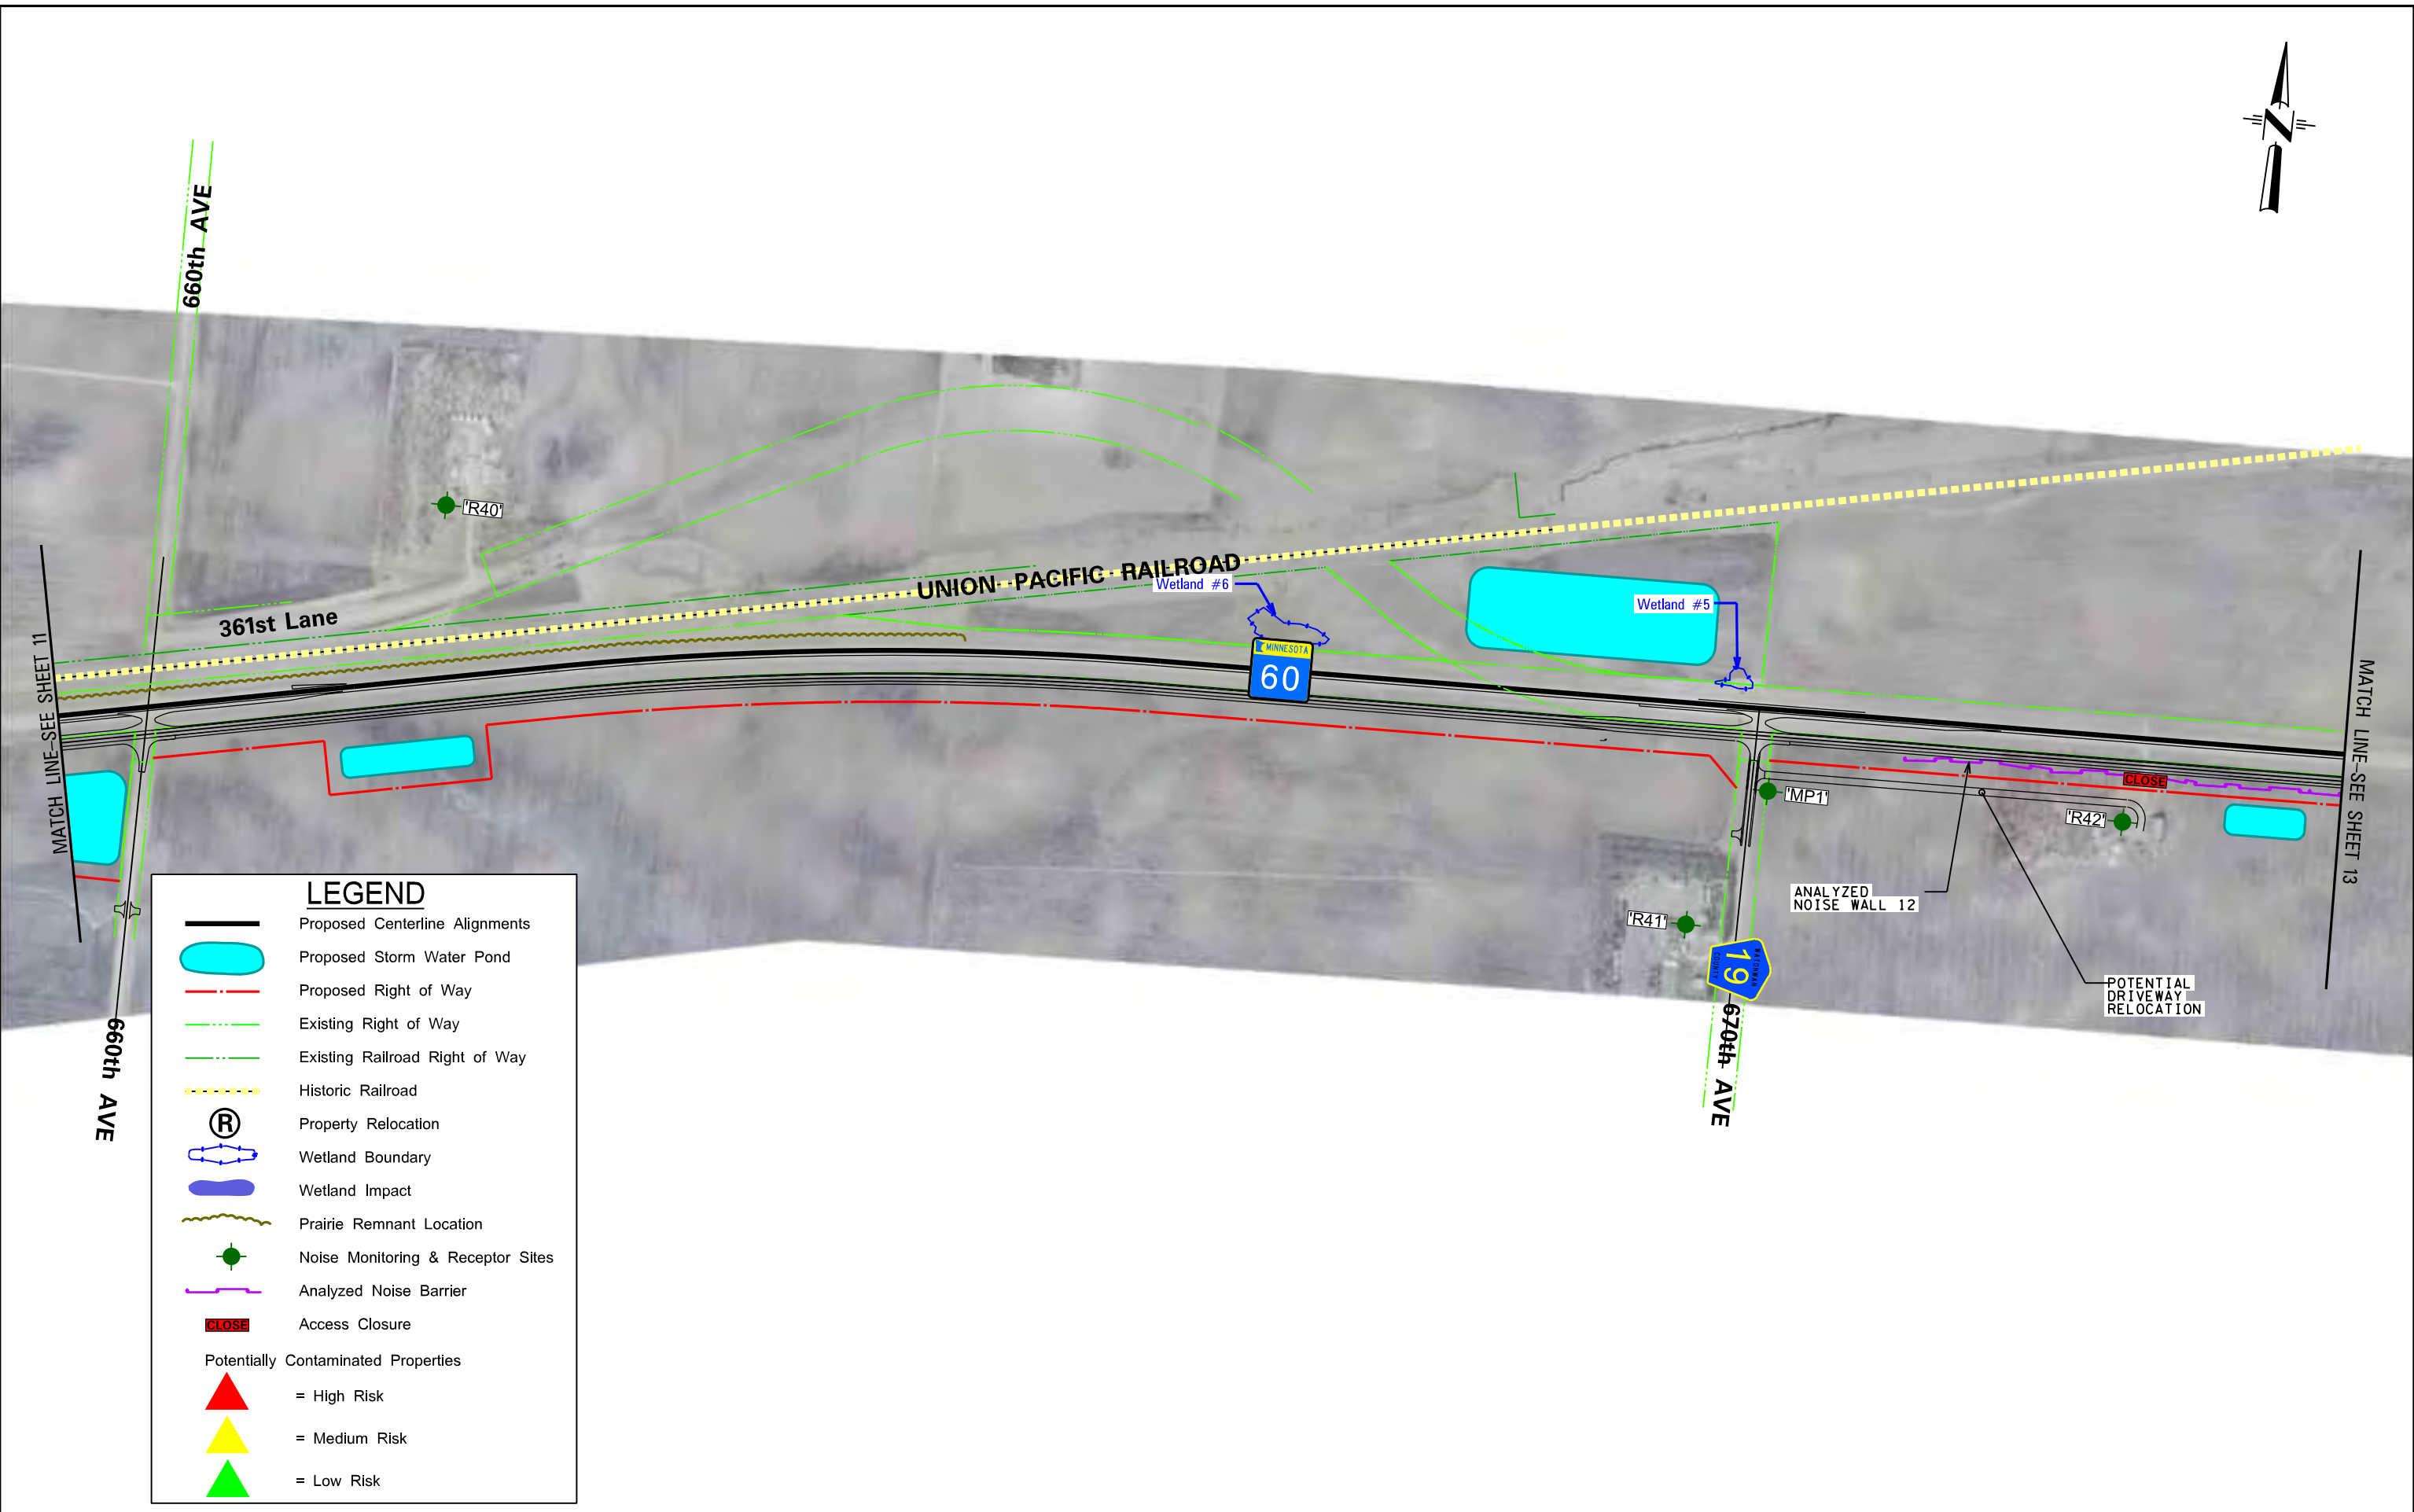 N
660th AVE
'R40'
361st Lane
UNION PACIFIC RAILROAD
Wetland #6
Wetland #5
MINNESOTA
60
MATCH LINE-SEE SHEET 11
MATCH LINE-SEE SHEET 13
CLOSE
'MP1'
'R42'
'R41'
ANALYZED
NOISE WALL 12
POTENTIAL
DRIVEWAY
RELOCATION
WATONWAN
19
COUNTY
660th AVE
670th AVE
LEGEND
Proposed Centerline Alignments
Proposed Storm Water Pond
Proposed Right of Way
Existing Right of Way
Existing Railroad Right of Way
Historic Railroad
® Property Relocation
Wetland Boundary
Wetland Impact
Prairie Remnant Location
Noise Monitoring & Receptor Sites
Analyzed Noise Barrier
CLOSE Access Closure
Potentially Contaminated Properties
= High Risk
= Medium Risk
= Low Risk